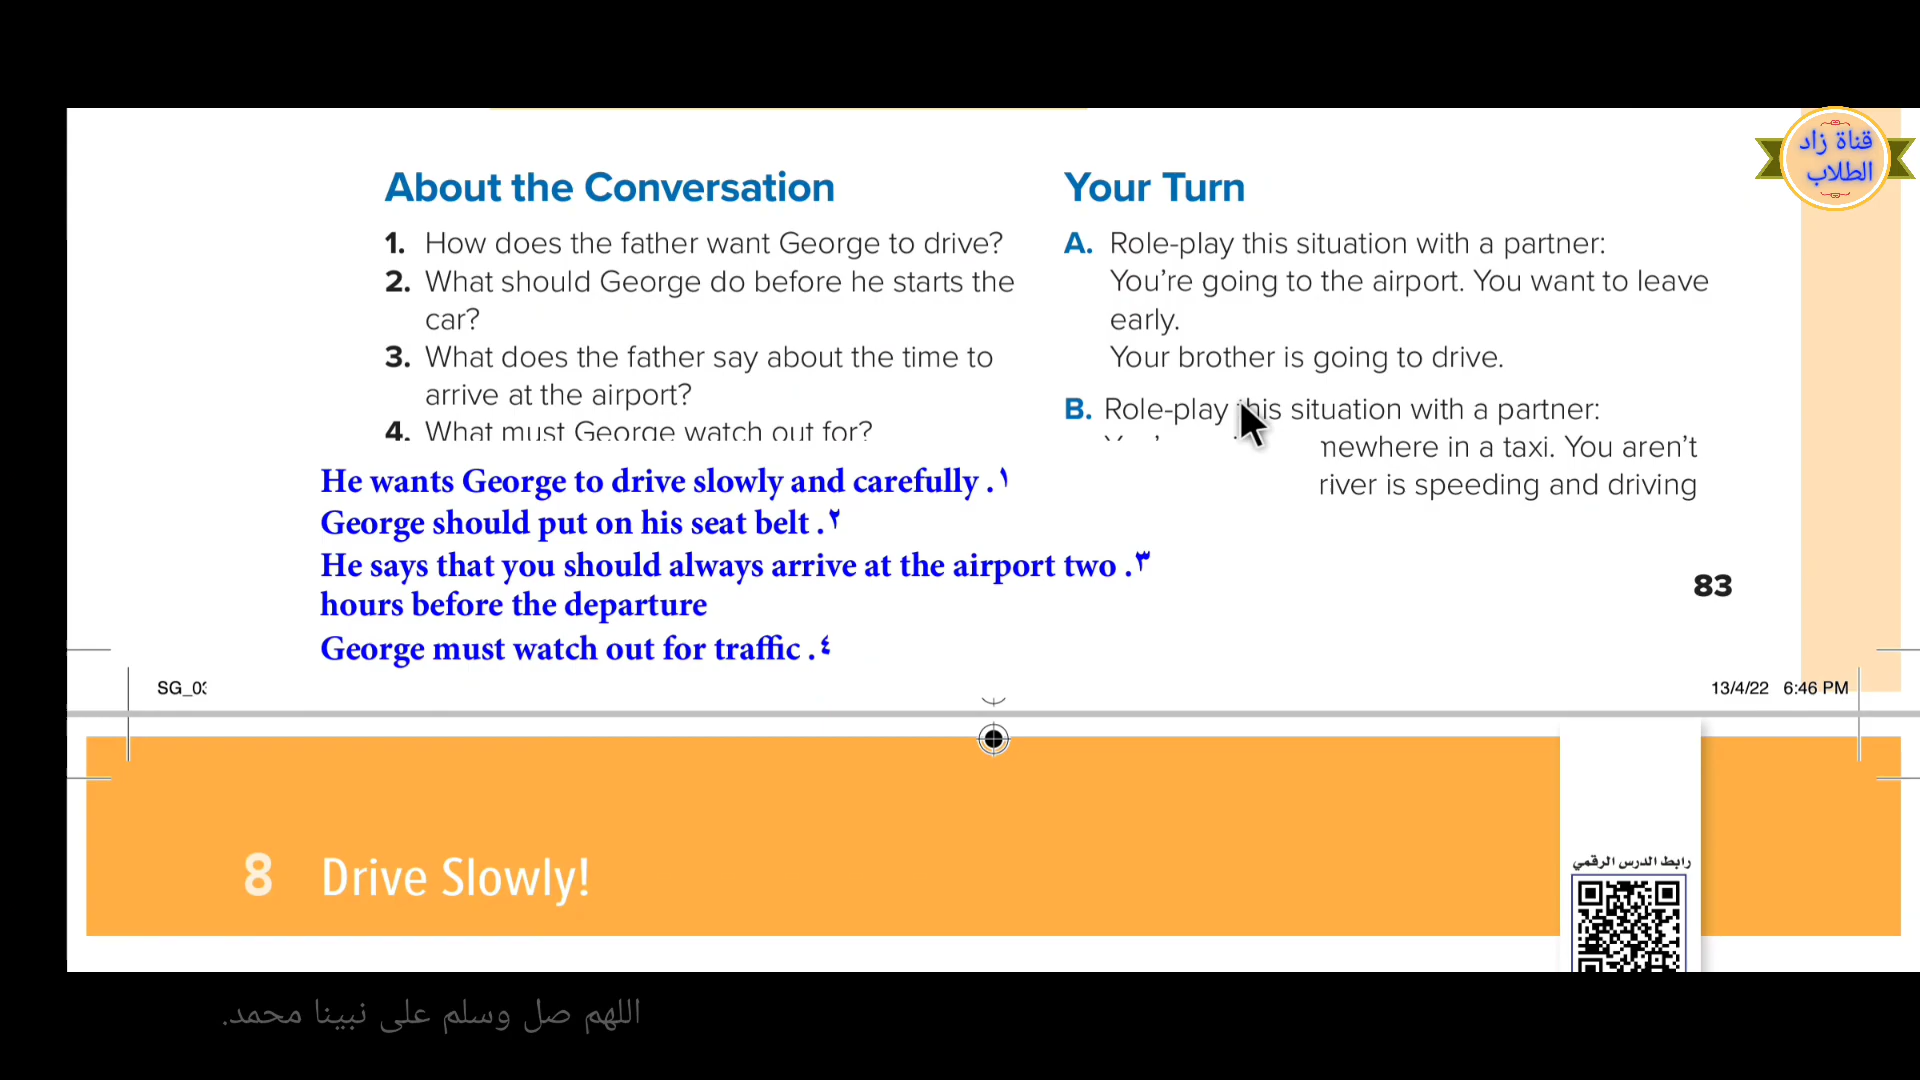 قناة زاد
الطلاب
About the Conversation
1. How does the father want George to drive?
2. What should George do before he starts the
car?
3. What does the father say about the time to
arrive at the airport?
4. What must George watch out for?
He wants George to drive slowly and carefully .١
George should put on his seat belt .٢
He says that you should always arrive at the airport two .٣
hours before the departure
George must watch out for traffic .٤
Your Turn
A. Role-play this situation with a partner:
You're going to the airport. You want to leave
early.
Your brother is going to drive.
B. Role-play this situation with a partner:
mewhere in a taxi. You aren't
river is speeding and driving
83
SG_03
13/4/22 6:46 PM
8 Drive Slowly!
رابط الدرس الرقمي
اللهم صل وسلم على نبينا محمد.